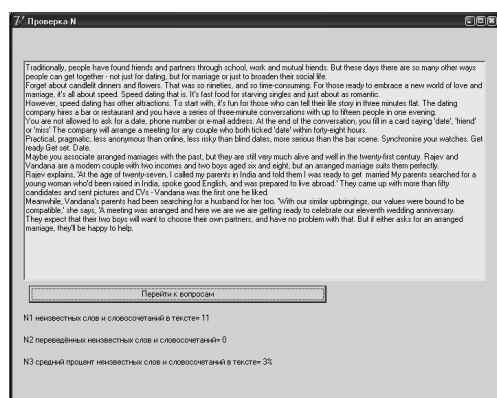 Проверка N
Traditionally, people have found friends and partners through school, work and mutual friends. But these days there are so many other ways
people can get together - not just for dating, but for marriage or just to broaden their social life.
Forget about candlelit dinners and flowers. That was so nineties, and so time-consuming. For those ready to embrace a new world of love and
marriage, it's all about speed. Speed dating that is. It's fast food for starving singles and just about as romantic.
However, speed dating has other attractions. To start with, it's fun for those who can tell their life story in three minutes flat. The dating
company hires a bar or restaurant and you have a series of three-minute conversations with up to fifteen people in one evening.
You are not allowed to ask for a date, phone number or e-mail address. At the end of the conversation, you fill in a card saying 'date', 'friend'
or 'miss' The company will arrange a meeting for any couple who both ticked 'date' within forty-eight hours.
Practical, pragmatic, less anonymous than online, less risky than blind dates, more serious than the bar scene. Synchronise your watches. Get
ready Get set. Date.
Maybe you associate arranged marriages with the past, but they are still very much alive and well in the twenty-first century. Rajev and
Vandana are a modern couple with two incomes and two boys aged six and eight, but an arranged marriage suits them perfectly.
Rajev explains, 'At the age of twenty-seven, I called my parents in India and told them I was ready to get married My parents searched for a
young woman who'd been raised in India, spoke good English, and was prepared to live abroad.' They came up with more than fifty
candidates and sent pictures and CVs - Vandana was the first one he liked.
Meanwhile, Vandana's parents had been searching for a husband for her too. 'With our similar upbringings, our values were bound to be
compatible,' she says, 'A meeting was arranged and here we are we are getting ready to celebrate our eleventh wedding anniversary.
They expect that their two boys will want to choose their own partners, and have no problem with that. But if either asks for an arranged
marriage, they'll be happy to help.
Перейти к вопросам
N1 неизвестных слов и словосочетаний в тексте= 11
N2 переведённых неизвестных слов и словосочетаний= 0
N3 средний процент неизвестных слов и словосочетаний в тексте= 3%